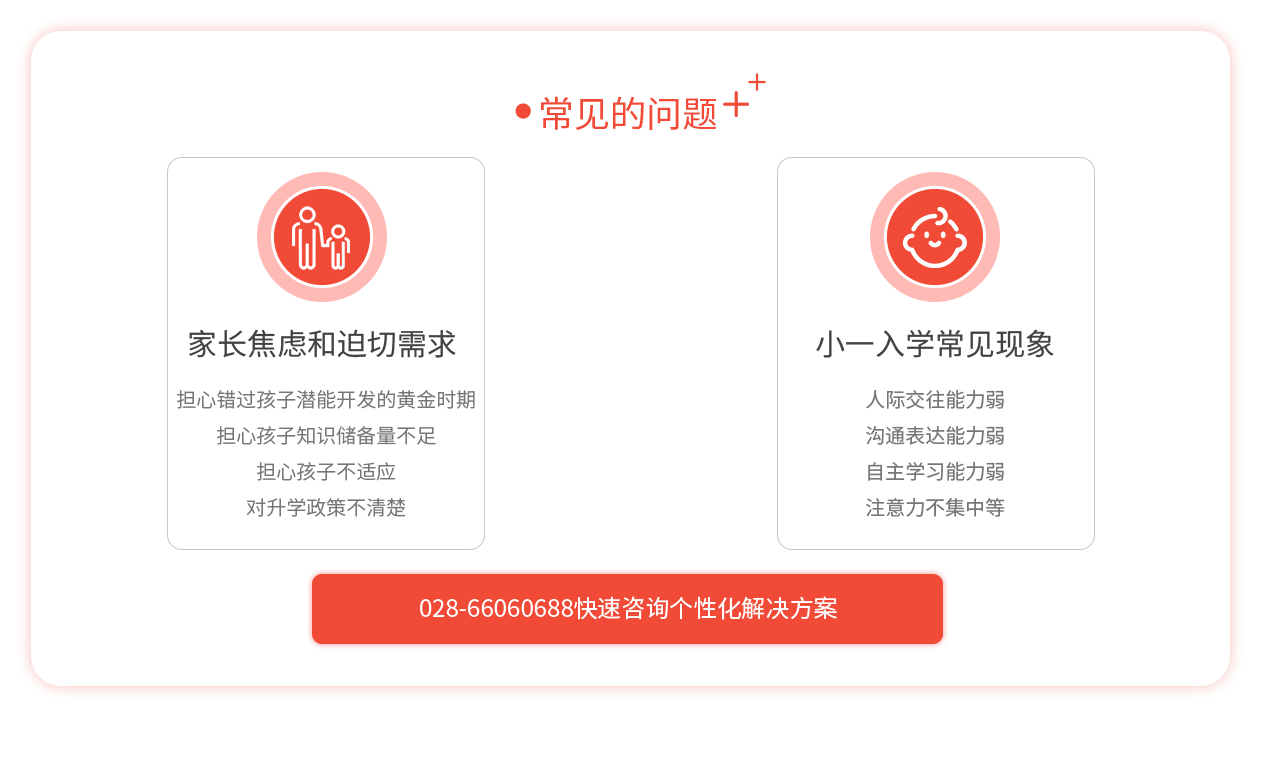 常见的问题
家长焦虑和迫切需求
担心错过孩子潜能开发的黄金时期
担心孩子知识储备量不足
担心孩子不适应
对升学政策不清楚
小一入学常见现象
人际交往能力弱
沟通表达能力弱
自主学习能力弱
注意力不集中等
028-66060688快速咨询个性化解决方案